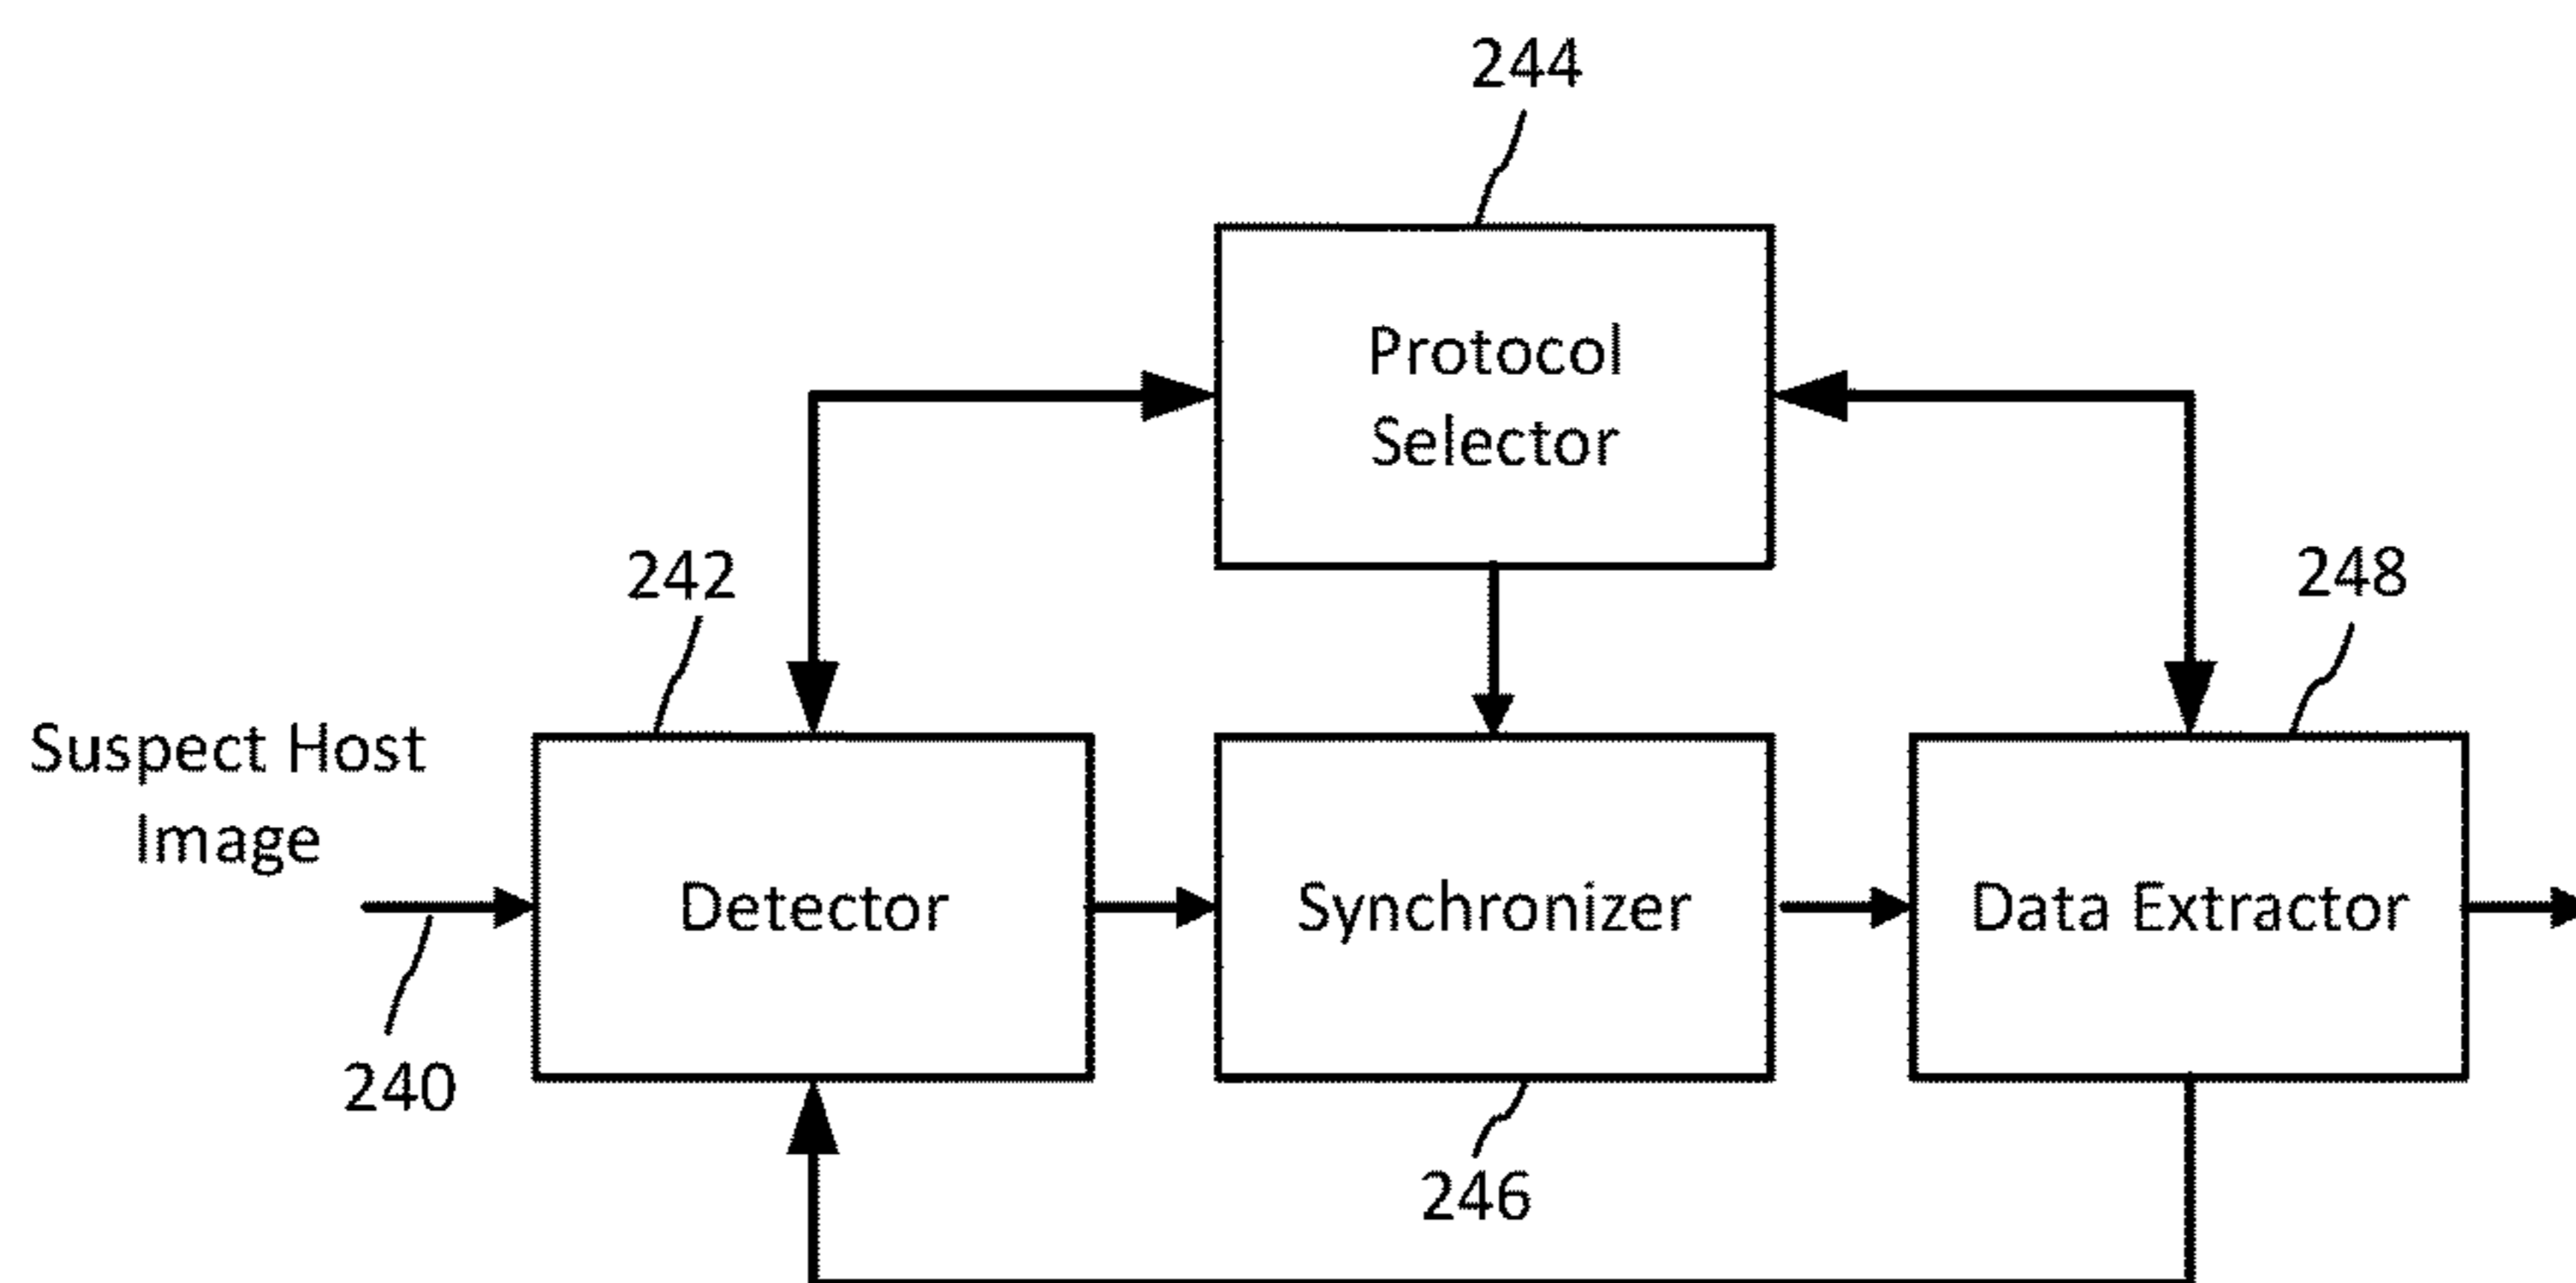 244
Protocol
Selector
242
248
Suspect Host
Image
Detector
Synchronizer
Data Extractor
240
246